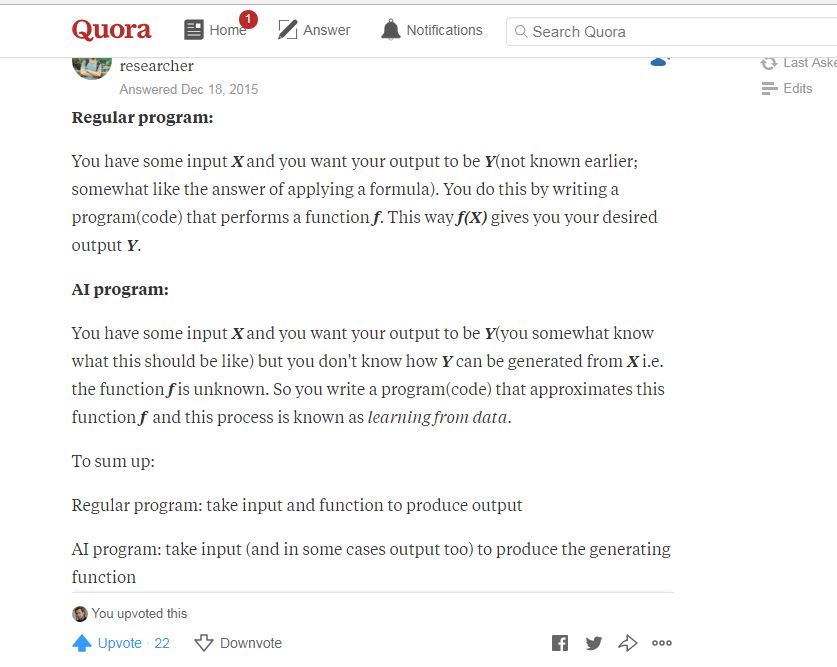 Quora
Home
1
Answer
Notifications
Search Quora
researcher
Answered Dec 18, 2015
Last Aske
Edits
Regular program:
You have some input X and you want your output to be Y(not known earlier;
somewhat like the answer of applying a formula). You do this by writing a
program(code) that performs a function f. This way f(X) gives you your desired
output Y.
AI program:
You have some input X and you want your output to be Y(you somewhat know
what this should be like) but you don't know how Y can be generated from X i.e.
the function f is unknown. So you write a program(code) that approximates this
function f and this process is known as learning from data.
To sum up:
Regular program: take input and function to produce output
AI program: take input (and in some cases output too) to produce the generating
function
You upvoted this
Upvote · 22
Downvote